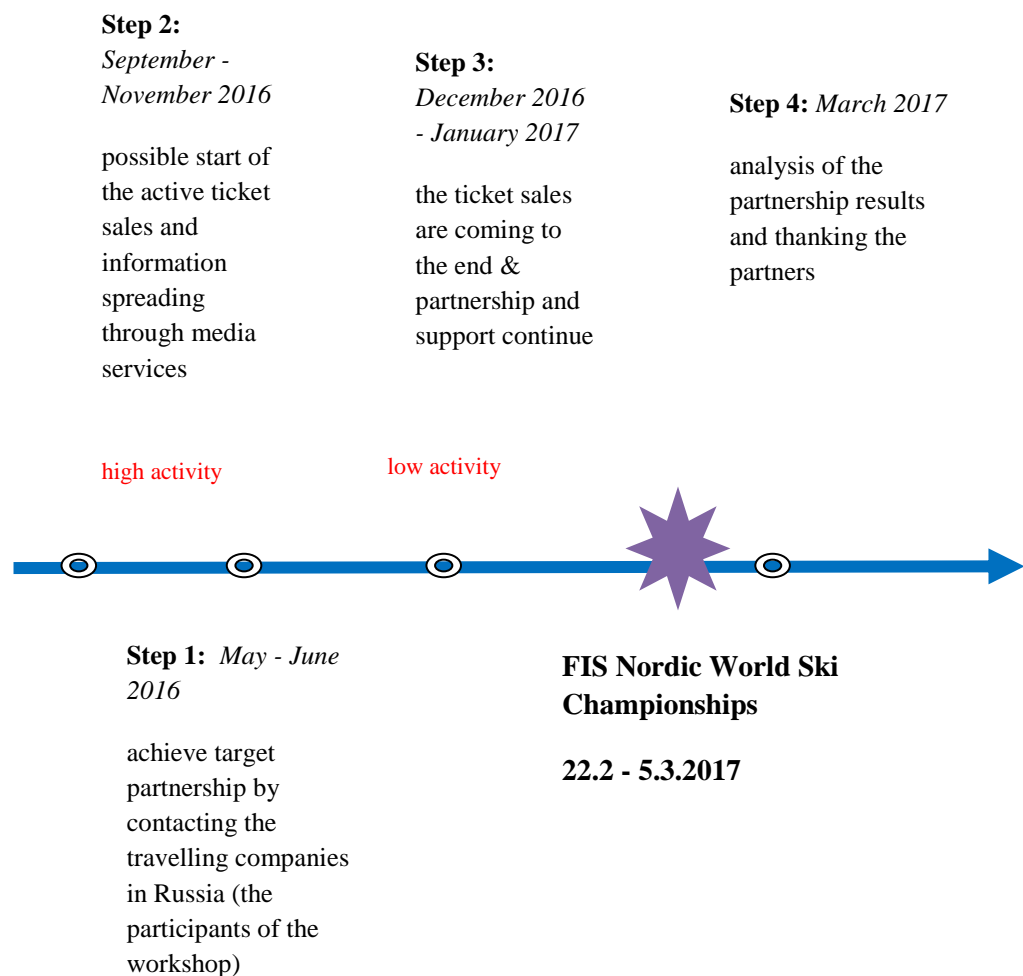 Step 2:
September -
November 2016
possible start of
the active ticket
sales and
information
spreading
through media
services
Step 3:
December 2016
- January 2017
the ticket sales
are coming to
the end &
partnership and
support continue
Step 4: March 2017
analysis of the
partnership results
and thanking the
partners
high activity
low activity
Step 1: May - June
2016
achieve target
partnership by
contacting the
travelling companies
in Russia (the
participants of the
workshop)
FIS Nordic World Ski
Championships
22.2 - 5.3.2017